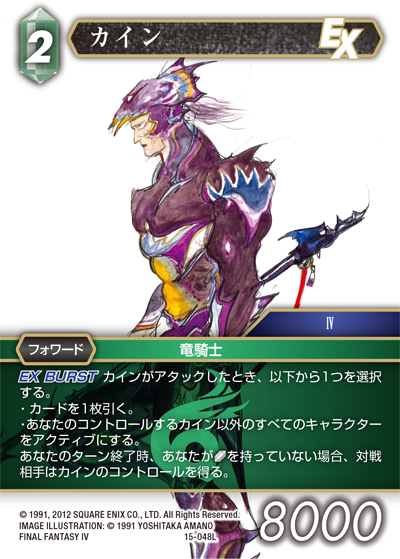 2
カイン
EX
IV
フォワード
竜騎士
EX BURST カインがアタックしたとき、以下から1つを選択
する。
・カードを1枚引く。
・あなたのコントロールするカイン以外のすべてのキャラクター
をアクティブにする。
あなたのターン終了時、あなたがを持っていない場合、対戦
相手はカインのコントロールを得る。
© 1991, 2012 SQUARE ENIX CO., LTD. All Rights Reserved.
IMAGE ILLUSTRATION: © 1991 YOSHITAKA AMANO
FINAL FANTASY IV
15-048L
8000